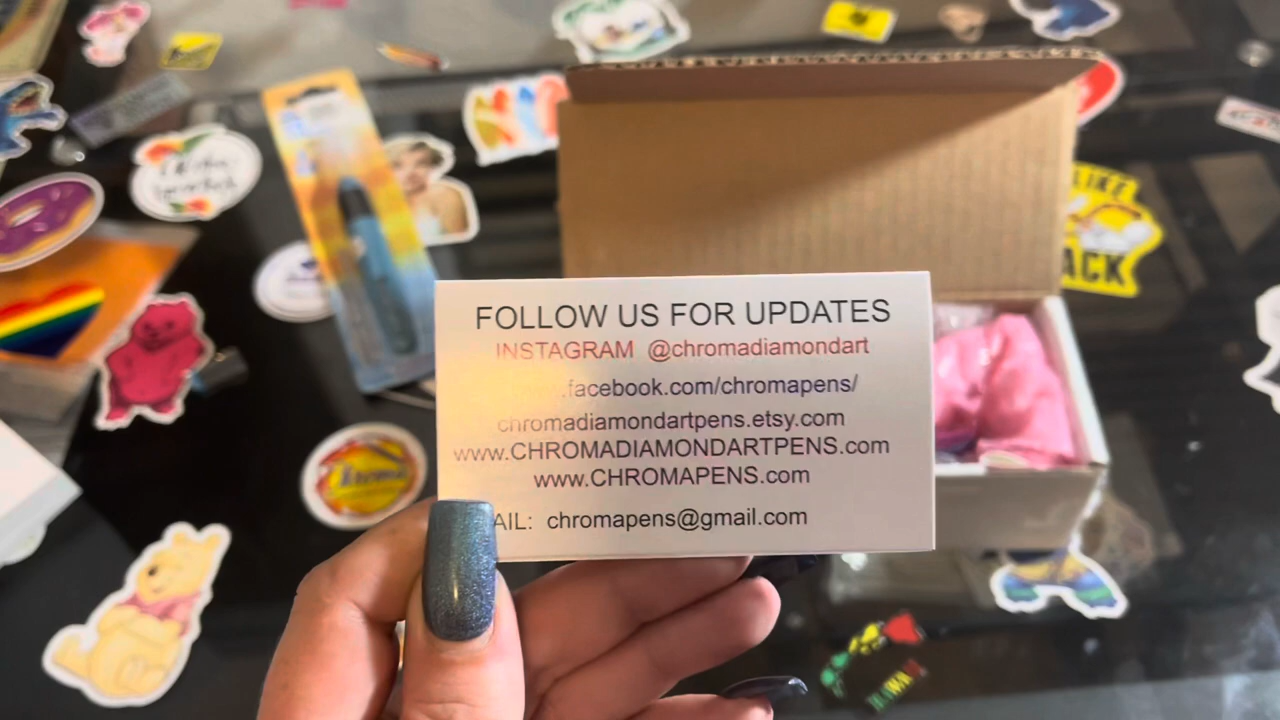 FOLLOW US FOR UPDATES
INSTAGRAM @chromadiamondart
.facebook.com/chromapens/
chromadiamondartpens.etsy.com
www.CHROMADIAMONDARTPENS.com
www.CHROMAPENS.com
AIL: chromapens@gmail.com
HAWAII